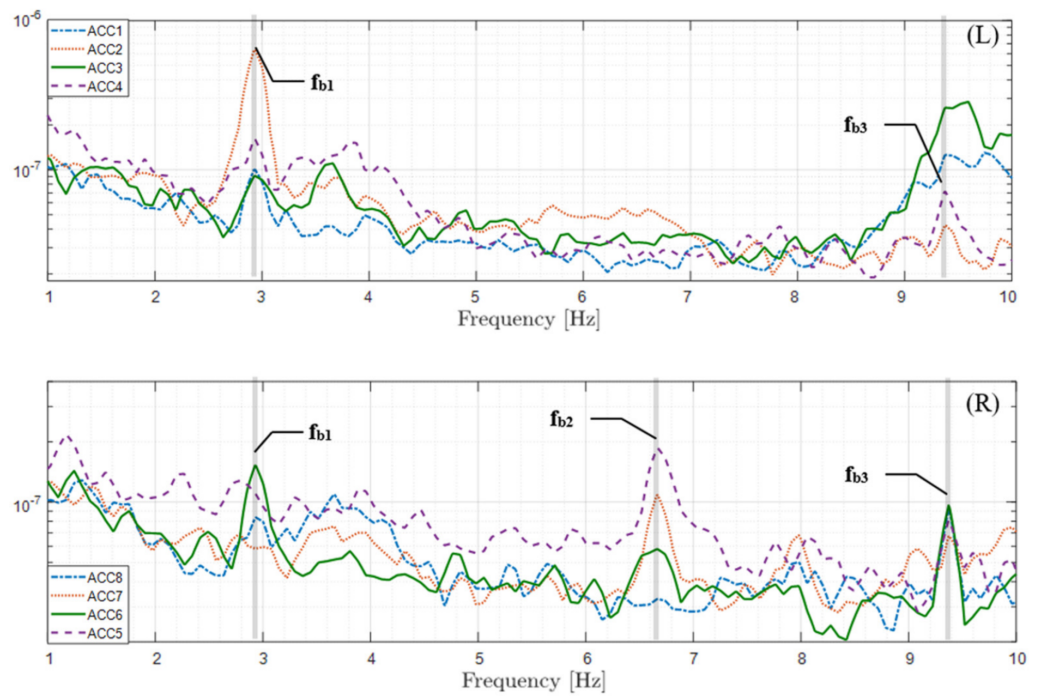 10-6
ACC1
ACC2
ACC3
ACC4
(L)
fb1
fb3
10-7
1 2 3 4 5 6 7 8 9 10
Frequency [Hz]
(R)
fb1
fb2
fb3
10-7
ACC8
ACC7
ACC6
ACC5
1 2 3 4 5 6 7 8 9 10
Frequency [Hz]